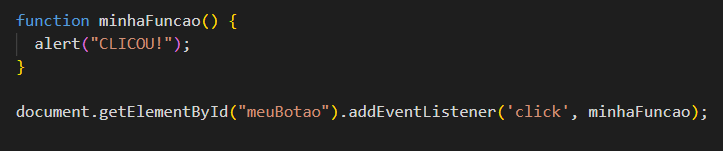 function minhaFuncao() {
alert("CLICOU!");
}
document.getElementById("meuBotao").addEventListener('click', minhaFuncao);